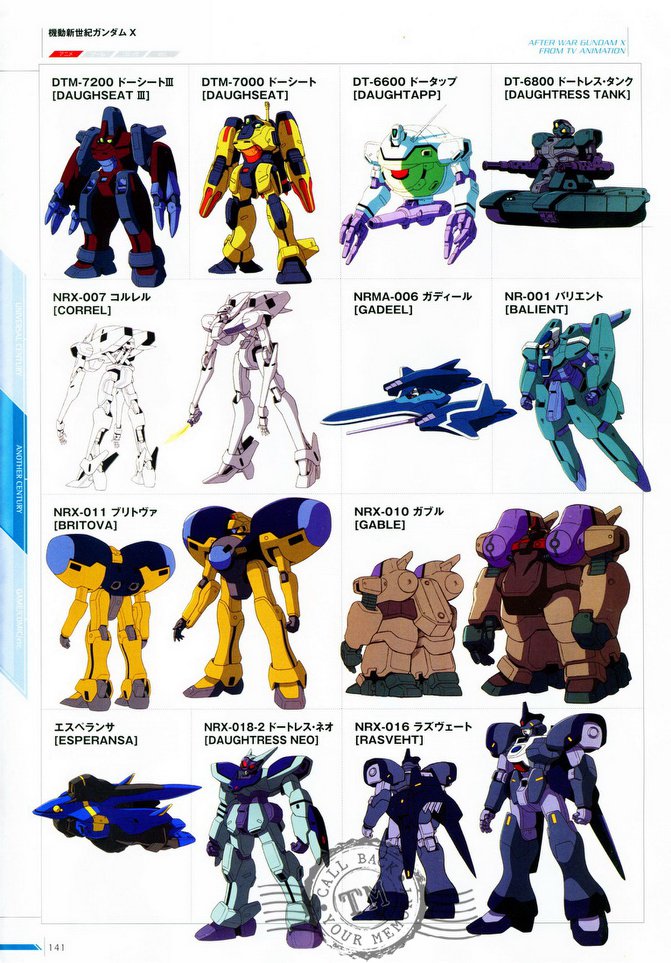 機動新世紀ガンダム X
アニメ
AFTER WAR GUNDAM X
FROM TV ANIMATION
DTM-7200 ドーシートⅢ
[DAUGHSEAT Ⅲ]
DTM-7000 ドーシート
[DAUGHSEAT]
DT-6600 ドータップ
[DAUGHTAPP]
DT-6800 ドートレス・タンク
[DAUGHTRESS TANK]
NRX-007 コルレル
[CORREL]
NRMA-006 ガディール
[GADEEL]
NR-001 バリエント
[BALIENT]
UNIVERSAL CENTURY
ANOTHER CENTURY
GAME/COMIC/etc.
NRX-011 ブリトヴァ
[BRITOVA]
NRX-010 ガブル
[GABLE]
エスペランサ
[ESPERANSA]
NRX-018-2 ドートレス・ネオ
[DAUGHTRESS NEO]
NRX-016 ラズヴェート
[RASVEHT]
CALL BACK
TM
YOUR MEM
141